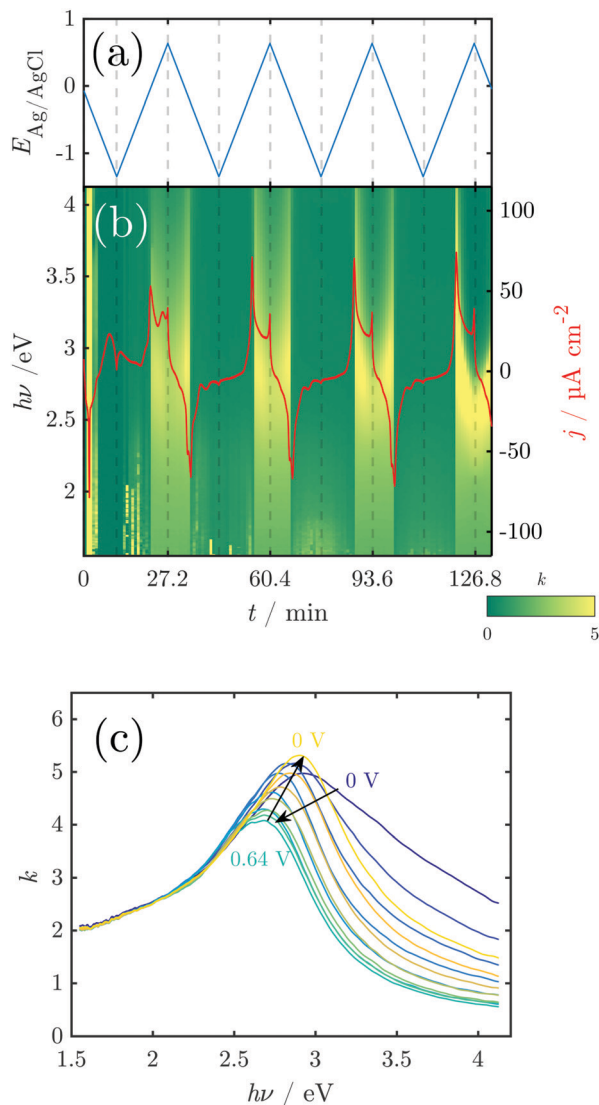 (a)
1
0
-1
E_Ag/AgCl
(b)
4
3.5
3
2.5
2
hν /eV
100
50
0
-50
-100
j / μA cm⁻²
0 27.2 60.4 93.6 126.8
t / min
k
0 5
(c)
6
5
4
3
2
1
0
k
0 V
0 V
0.64 V
1.5 2 2.5 3 3.5 4
hν / eV